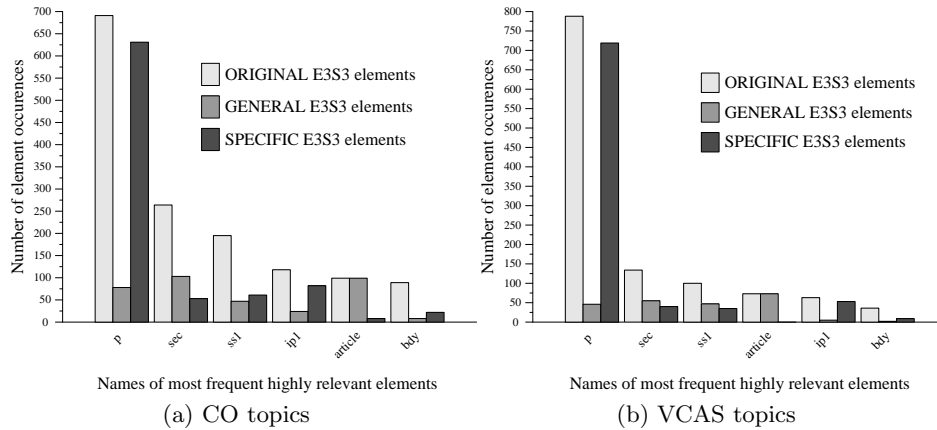 Number of element occurences
700
650
600
550
500
450
400
350
300
250
200
150
100
50
0
ORIGINAL E3S3 elements
GENERAL E3S3 elements
SPECIFIC E3S3 elements
p
sec
ss1
ip1
article
bdy
Names of most frequent highly relevant elements
(a) CO topics
Number of element occurences
800
750
700
650
600
550
500
450
400
350
300
250
200
150
100
50
0
ORIGINAL E3S3 elements
GENERAL E3S3 elements
SPECIFIC E3S3 elements
p
sec
ss1
article
ip1
bdy
Names of most frequent highly relevant elements
(b) VCAS topics